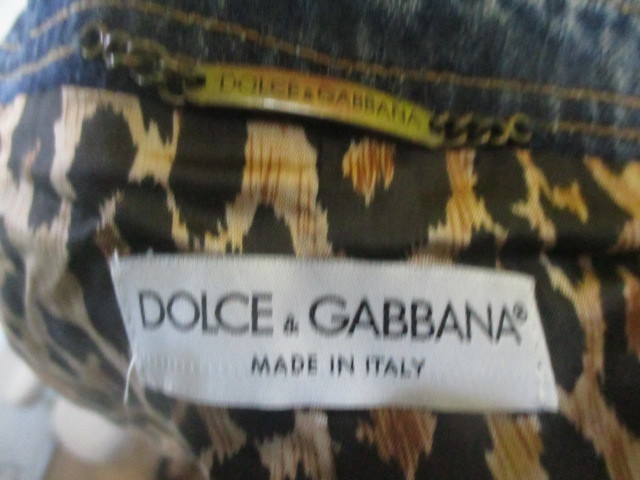 DOLCE & GABBANA
DOLCE & GABBANA®
MADE IN ITALY